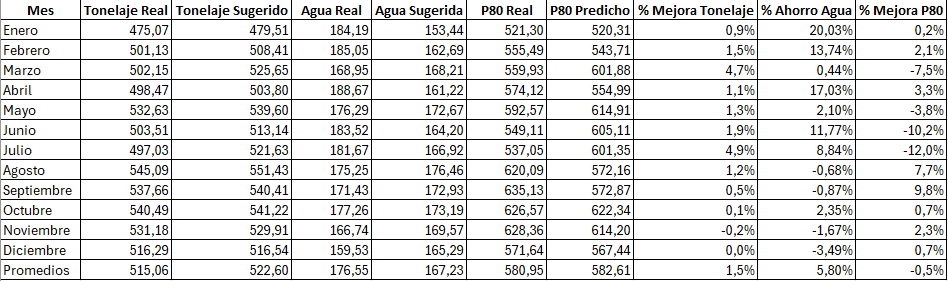 Mes Tonelaje Real Tonelaje Sugerido Agua Real Agua Sugerida P80 Real P80 Predicho % Mejora Tonelaje % Ahorro Agua % Mejora P80
Enero 475,07 479,51 184,19 153,44 521,30 520,31 0,9% 20,03% 0,2%
Febrero 501,13 508,41 185,05 162,69 555,49 543,71 1,5% 13,74% 2,1%
Marzo 502,15 525,65 168,95 168,21 559,93 601,88 4,7% 0,44% -7,5%
Abril 498,47 503,80 188,67 161,22 574,12 554,99 1,1% 17,03% 3,3%
Mayo 532,63 539,60 176,29 172,67 592,57 614,91 1,3% 2,10% -3,8%
Junio 503,51 513,14 183,52 164,20 549,11 605,11 1,9% 11,77% -10,2%
Julio 497,03 521,63 181,67 166,92 537,05 601,35 4,9% 8,84% -12,0%
Agosto 545,09 551,43 175,25 176,46 620,09 572,16 1,2% -0,68% 7,7%
Septiembre 537,66 540,41 171,43 172,93 635,13 572,87 0,5% -0,87% 9,8%
Octubre 540,49 541,22 177,26 173,19 626,57 622,34 0,1% 2,35% 0,7%
Noviembre 531,18 529,91 166,74 169,57 628,36 614,20 -0,2% -1,67% 2,3%
Diciembre 516,29 516,54 159,53 165,29 571,64 567,44 0,0% -3,49% 0,7%
Promedios 515,06 522,60 176,55 167,23 580,95 582,61 1,5% 5,80% -0,5%